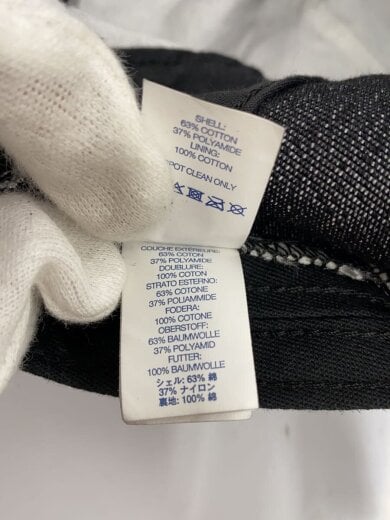 SHELL:
63% COTTON
37% POLYAMIDE
LINING:
100% COTTON
SPOT CLEAN ONLY
COUCHE EXTÉRIEURE:
63% COTON
37% POLYAMIDE
DOUBLURE:
100% COTON
STRATO ESTERNO:
63% COTONE
37% POLIAMMIDE
FODERA:
100% COTONE
OBERSTOFF:
63% BAUMWOLLE
37% POLYAMID
FUTTER:
100% BAUMWOLLE
シェル: 63% 綿
37% ナイロン
裏地: 100% 綿